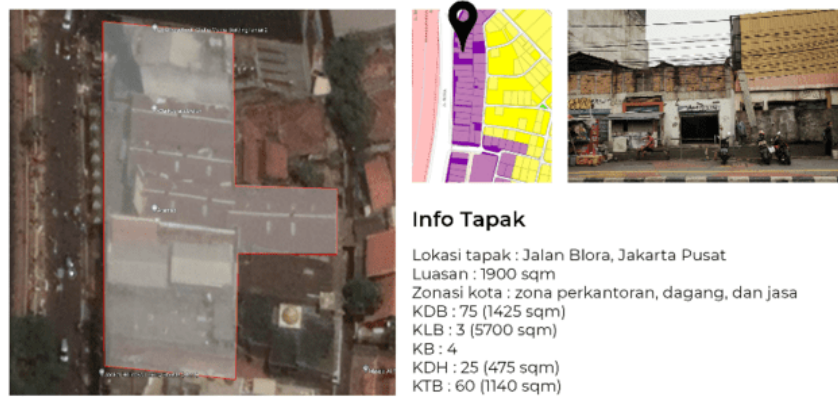 Info Tapak
Lokasi tapak : Jalan Blora, Jakarta Pusat
Luasan : 1900 sqm
Zonasi kota : zona perkantoran, dagang, dan jasa
KDB : 75 (1425 sqm)
KLB : 3 (5700 sqm)
KB : 4
KDH : 25 (475 sqm)
KTB : 60 (1140 sqm)